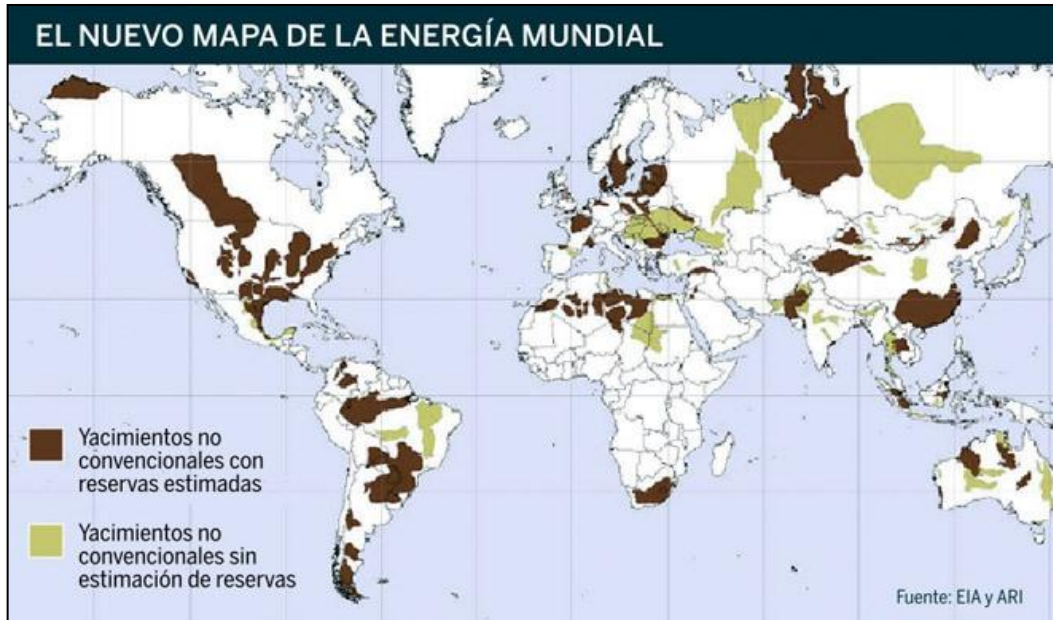 EL NUEVO MAPA DE LA ENERGÍA MUNDIAL
Yacimientos no
convencionales con
reservas estimadas
Yacimientos no
convencionales sin
estimación de reservas
Fuente: EIA y ARI